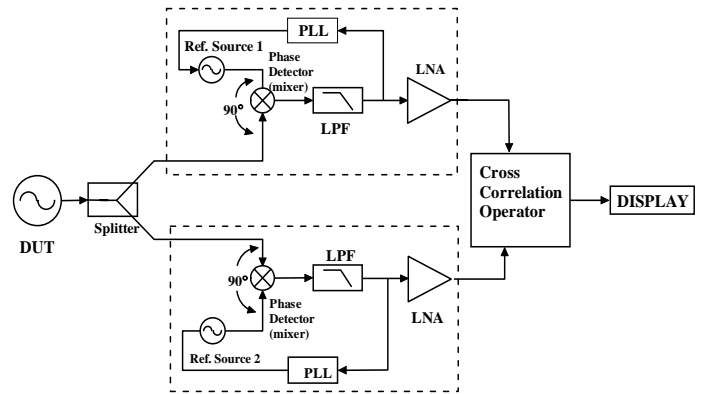 PLL
Ref. Source 1
Phase
Detector
(mixer)
90°
LPF
LNA
DUT
Splitter
Cross
Correlation
Operator
DISPLAY
90°
LPF
LNA
Phase
Detector
(mixer)
Ref. Source 2
PLL